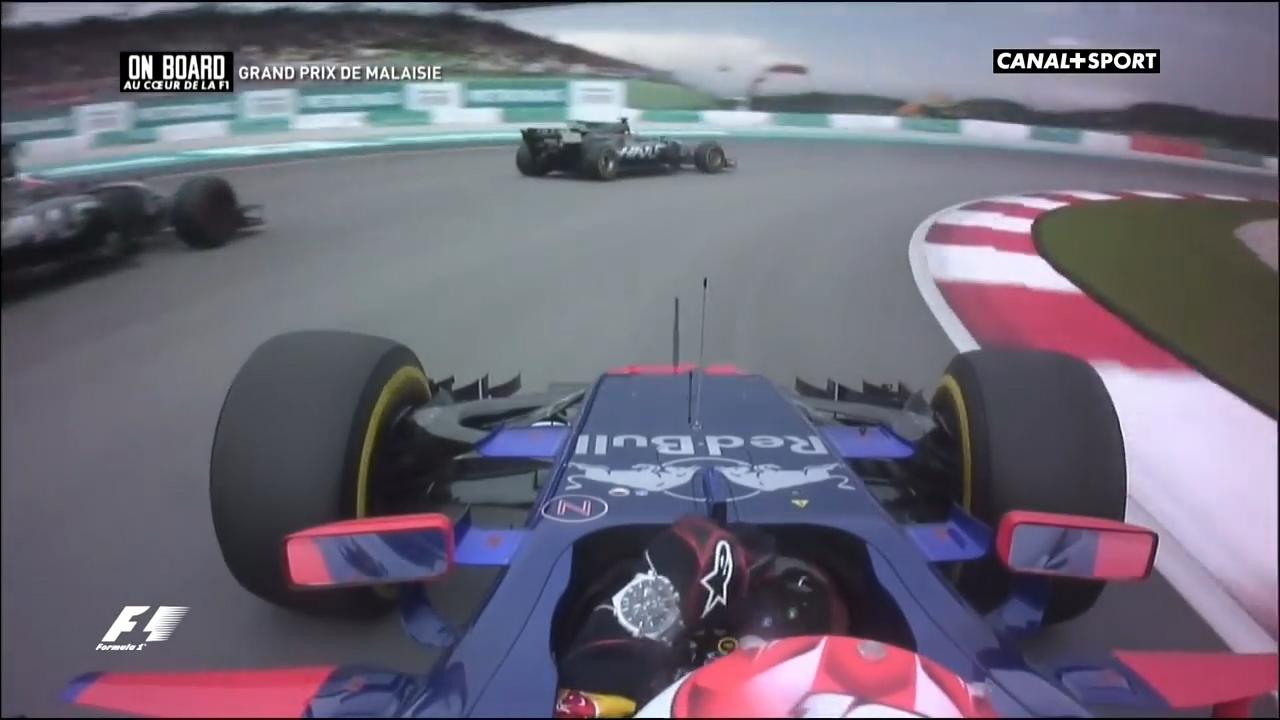 ON BOARD
AU CŒUR DE LA F1
GRAND PRIX DE MALAISIE
CANAL+SPORT
HAAS
Red Bull
F1
Formula 1